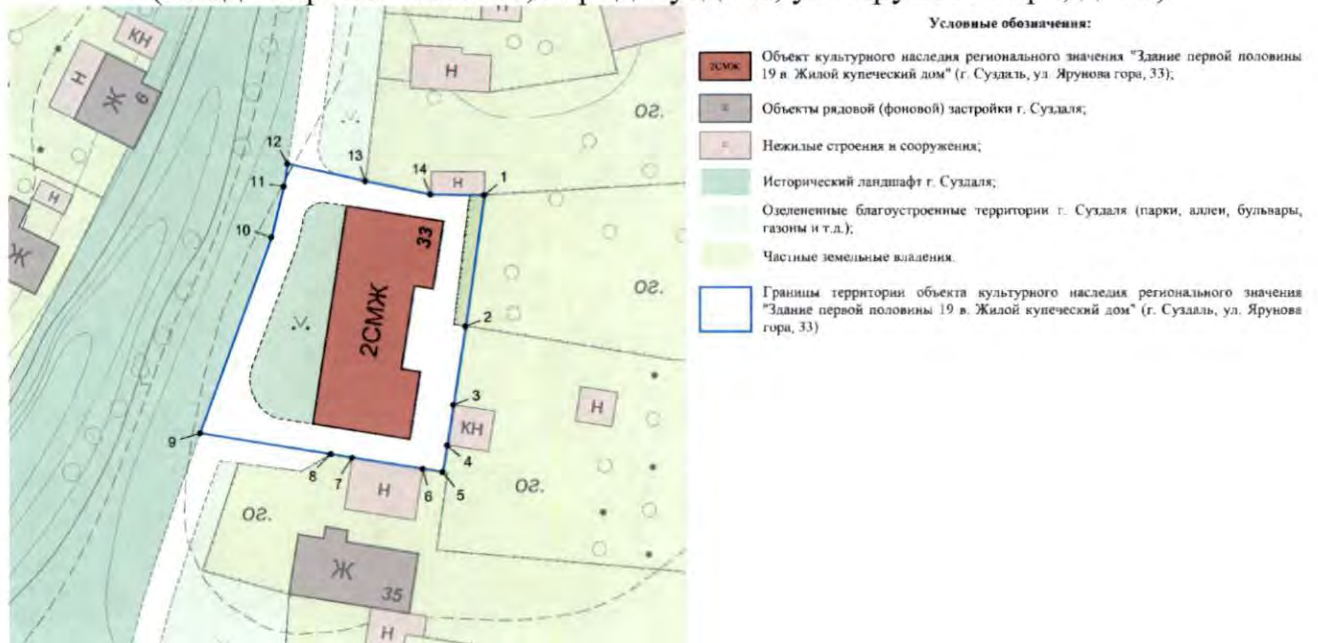 Условные обозначения:
2СМЖ
Объект культурного наследия регионального значения "Здание первой половины
19 в. Жилой купеческий дом" (г. Суздаль, ул. Ярунова гора, 33);
Объекты рядовой (фоновой) застройки г. Суздаля;
Нежилые строения и сооружения;
Исторический ландшафт г. Суздаля;
Озелененные благоустроенные территории г. Суздаля (парки, аллеи, бульвары,
газоны и т.д.);
Частные земельные владения.
Границы территории объекта культурного наследия регионального значения
"Здание первой половины 19 в. Жилой купеческий дом" (г. Суздаль, ул. Ярунова
гора, 33)
КН
Н
Н
Ж
6
ог.
12
13
14
Н
1
11
Н
10
33
Ж
ог.
2
2СМЖ
3
Н
КН
9
4
8
7
6
5
Н
ог.
ог.
Ж
35
Н